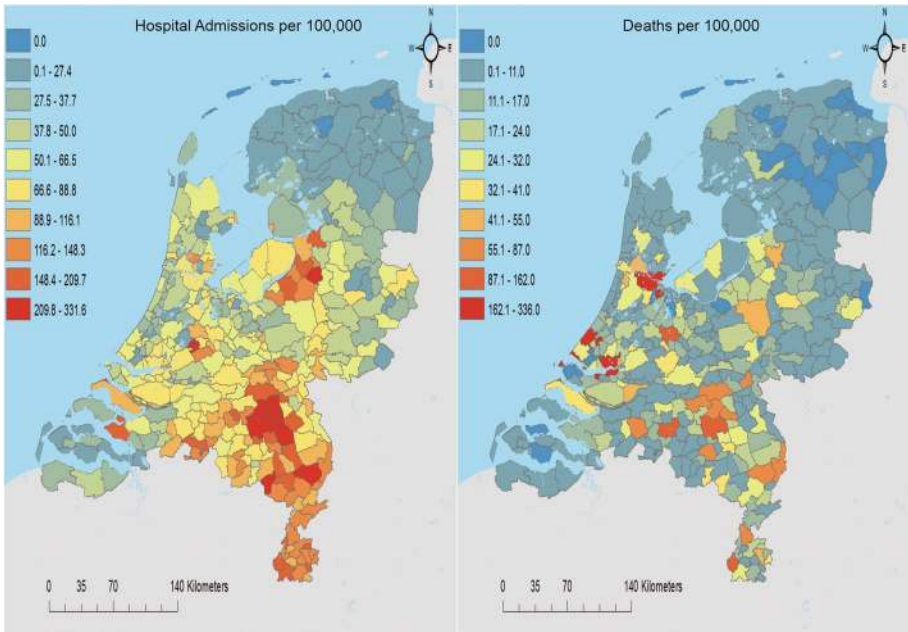 Hospital Admissions per 100,000
N
W E
S
0.0
0.1 - 27.4
27.5 - 37.7
37.8 - 50.0
50.1 - 66.5
66.6 - 88.8
88.9 - 116.1
116.2 - 148.3
148.4 - 209.7
209.8 - 331.6
0 35 70 140 Kilometers
Deaths per 100,000
N
W E
S
0.0
0.1 - 11.0
11.1 - 17.0
17.1 - 24.0
24.1 - 32.0
32.1 - 41.0
41.1 - 55.0
55.1 - 87.0
87.1 - 162.0
162.1 - 336.0
0 35 70 140 Kilometers